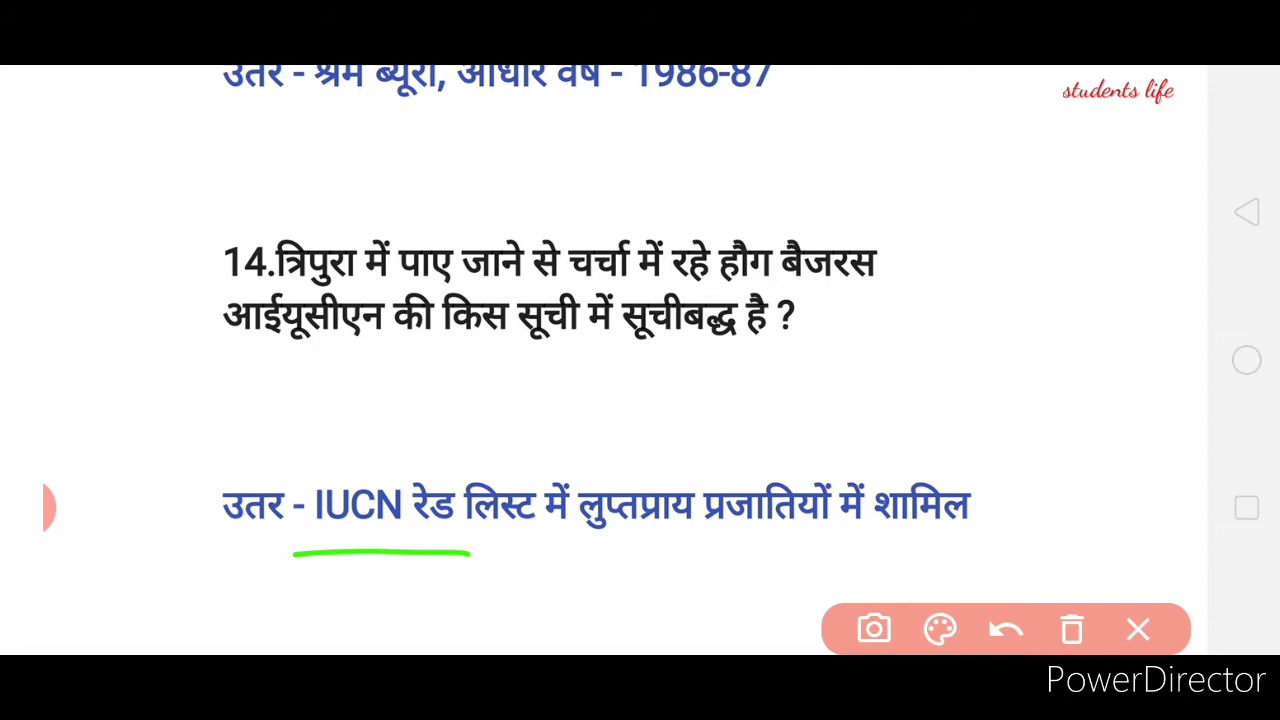 उतर - श्रम ब्यूरो, आधार वर्ष - 1986-87
students life
14.त्रिपुरा में पाए जाने से चर्चा में रहे हौग बैजरस
आईयूसीएन की किस सूची में सूचीबद्ध है ?
उतर - IUCN रेड लिस्ट में लुप्तप्राय प्रजातियों में शामिल
PowerDirector